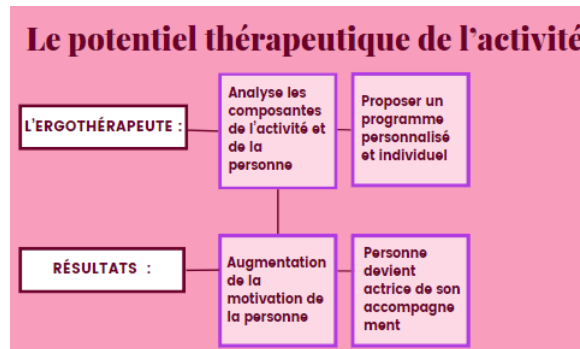 Le potentiel thérapeutique de l'activité
L'ERGOTHÉRAPEUTE :
Analyse les
composantes
de l'activité et
de la
personne
Proposer un
programme
personnalisé
et individuel
RÉSULTATS :
Augmentation
de la
motivation de
la personne
Personne
devient
actrice de son
accompagne
ment